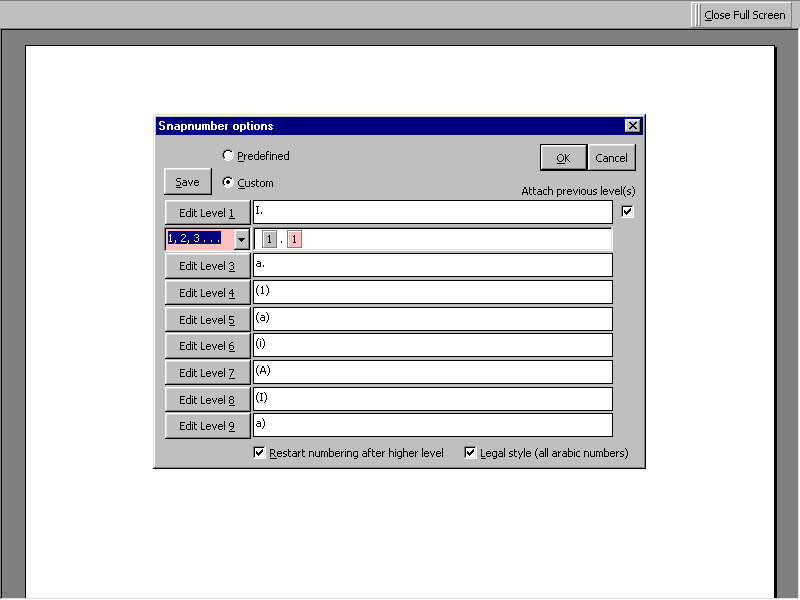 Close Full Screen
Snapnumber options
Predefined
OK
Cancel
Save
Custom
Attach previous level(s)
Edit Level 1
I.
1, 2, 3 . . .
1 . 1
Edit Level 3
a.
Edit Level 4
(1)
Edit Level 5
(a)
Edit Level 6
(i)
Edit Level 7
(A)
Edit Level 8
(I)
Edit Level 9
a)
Restart numbering after higher level
Legal style (all arabic numbers)